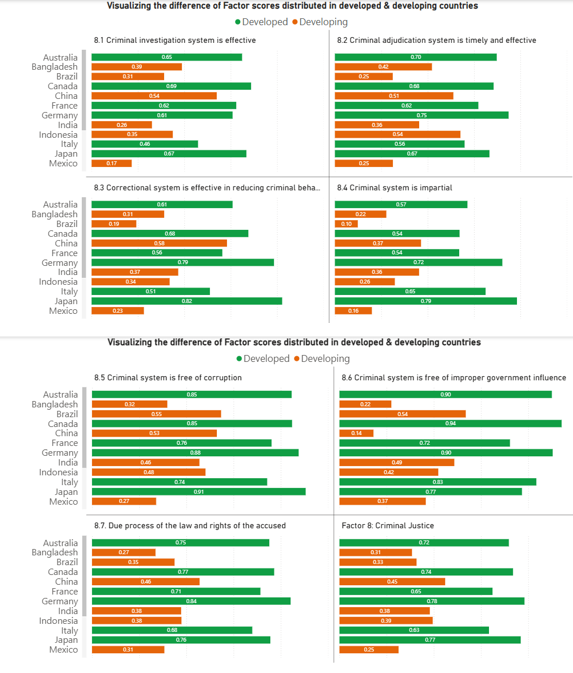 Visualizing the difference of Factor scores distributed in developed & developing countries
Developed Developing
8.1 Criminal investigation system is effective
8.2 Criminal adjudication system is timely and effective
Australia 0.65 0.70
Bangladesh 0.39 0.42
Brazil 0.31 0.25
Canada 0.69 0.68
China 0.54 0.51
France 0.62 0.62
Germany 0.61 0.75
India 0.26 0.36
Indonesia 0.35 0.54
Italy 0.46 0.56
Japan 0.67 0.67
Mexico 0.17 0.25
8.3 Correctional system is effective in reducing criminal beha...
8.4 Criminal system is impartial
Australia 0.61 0.57
Bangladesh 0.31 0.22
Brazil 0.19 0.10
Canada 0.68 0.54
China 0.58 0.37
France 0.56 0.54
Germany 0.79 0.72
India 0.37 0.36
Indonesia 0.34 0.26
Italy 0.51 0.65
Japan 0.82 0.79
Mexico 0.23 0.16
Visualizing the difference of Factor scores distributed in developed & developing countries
Developed Developing
8.5 Criminal system is free of corruption
8.6 Criminal system is free of improper government influence
Australia 0.85 0.90
Bangladesh 0.32 0.22
Brazil 0.55 0.54
Canada 0.85 0.94
China 0.53 0.14
France 0.76 0.72
Germany 0.88 0.90
India 0.46 0.49
Indonesia 0.48 0.42
Italy 0.74 0.83
Japan 0.91 0.77
Mexico 0.27 0.37
8.7. Due process of the law and rights of the accused
Factor 8: Criminal Justice
Australia 0.75 0.72
Bangladesh 0.27 0.31
Brazil 0.35 0.33
Canada 0.77 0.74
China 0.46 0.45
France 0.71 0.65
Germany 0.84 0.78
India 0.38 0.38
Indonesia 0.38 0.39
Italy 0.68 0.63
Japan 0.76 0.77
Mexico 0.31 0.25